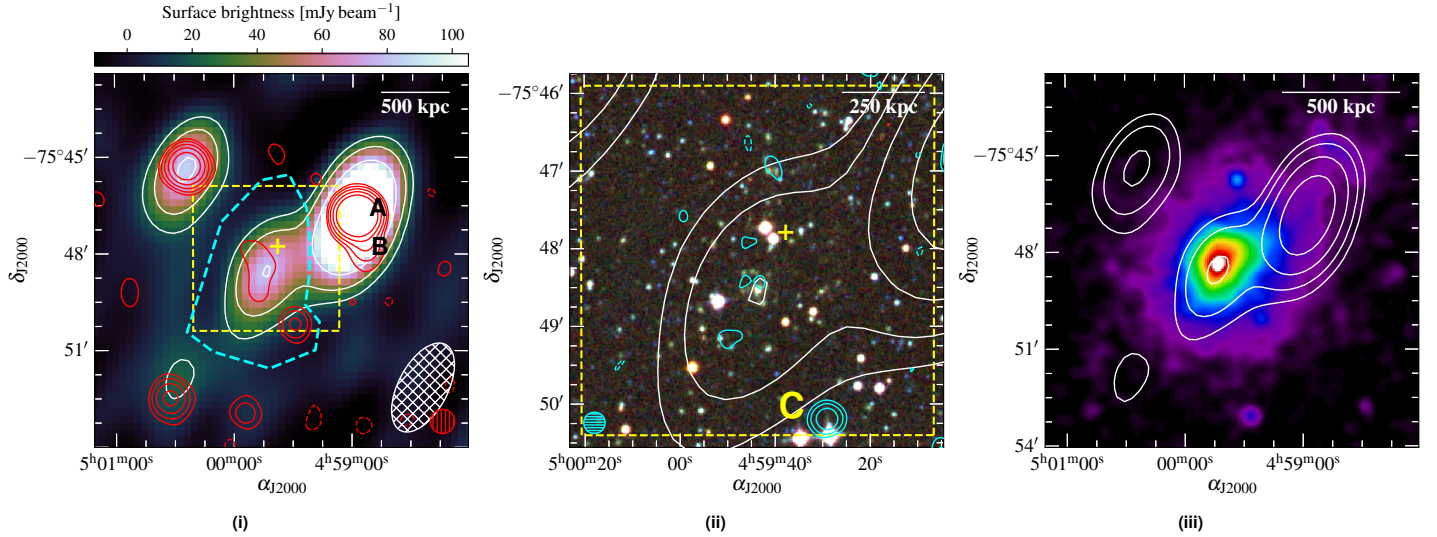 Surface brightness [mJy beam⁻¹]
0 20 40 60 80 100
500 kpc
A
B
−75°45′
48′
51′
δJ2000
5ʰ01ᵐ00ˢ 00ᵐ00ˢ 4ʰ59ᵐ00ˢ
αJ2000
(i)
250 kpc
−75°46′
47′
48′
49′
50′
C
δJ2000
5ʰ00ᵐ20ˢ 00ˢ 4ʰ59ᵐ40ˢ 20ˢ
αJ2000
(ii)
500 kpc
−75°45′
48′
51′
54′
δJ2000
5ʰ01ᵐ00ˢ 00ᵐ00ˢ 4ʰ59ᵐ00ˢ
αJ2000
(iii)